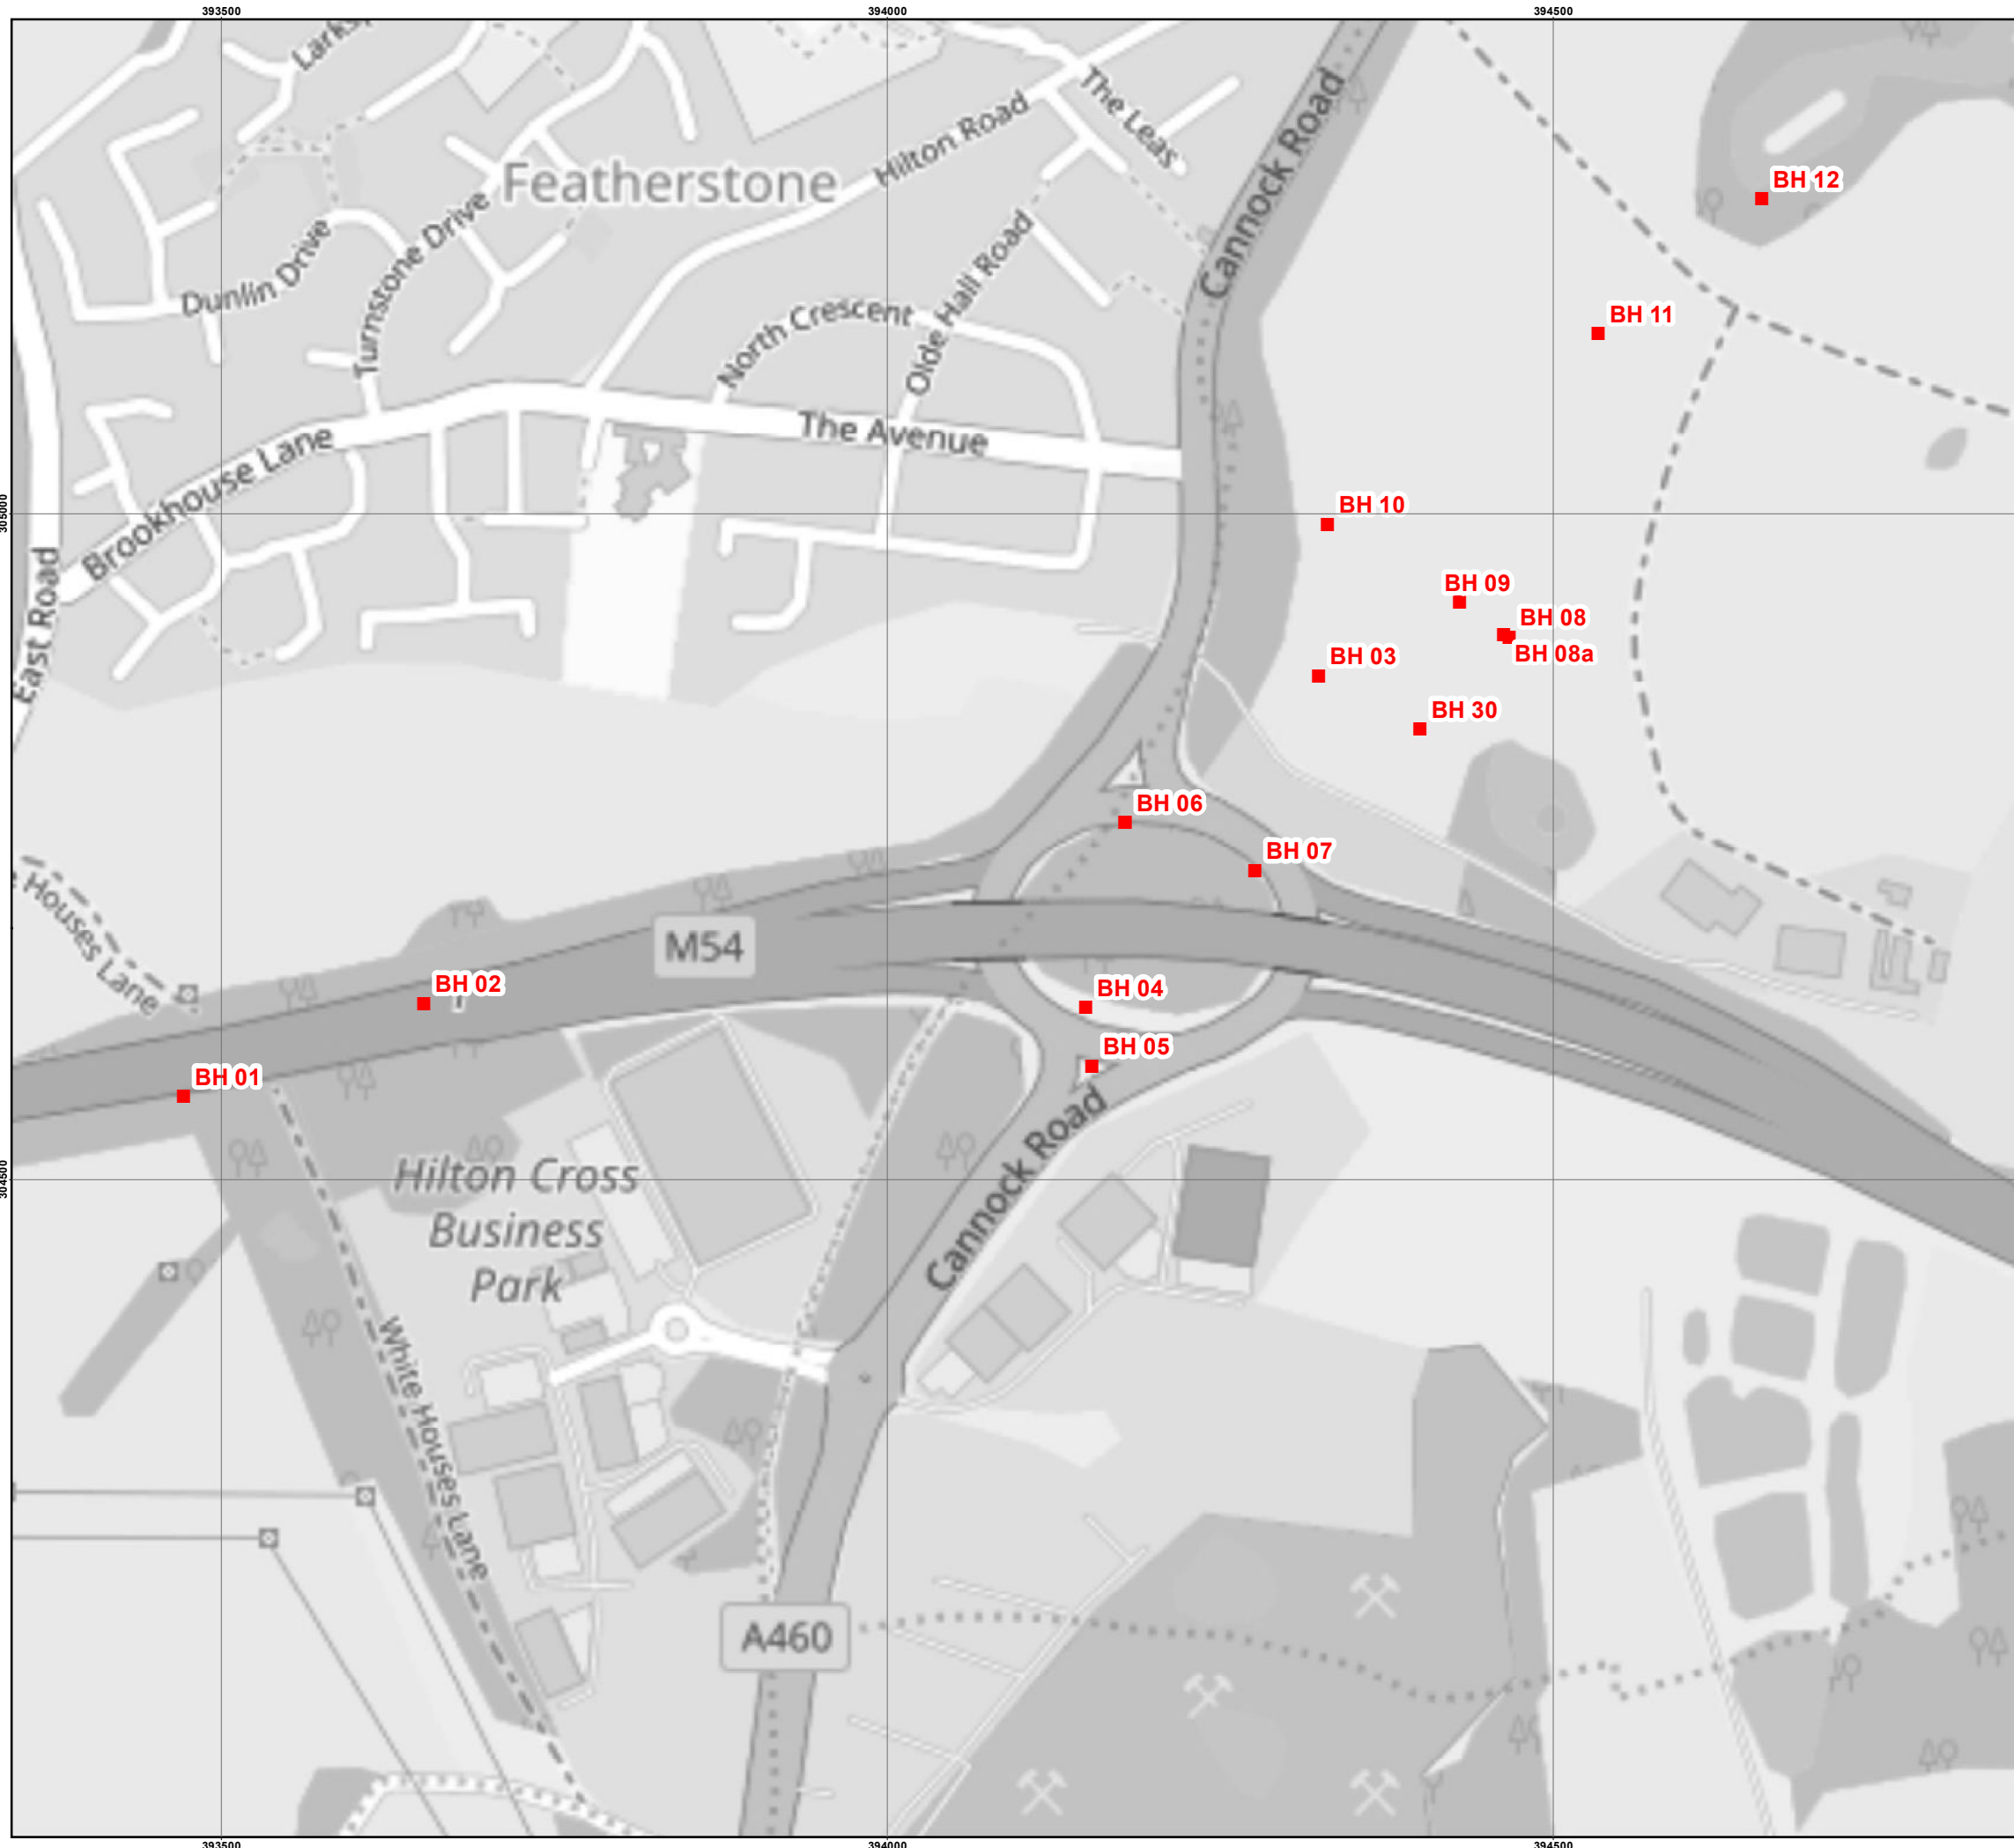 393500
394000
394500
Larksp
The Leas
Hilton Road
Cannock Road
Featherstone
BH 12
Dunlin Drive
Turnstone Drive
Olde Hall Road
North Crescent
BH 11
The Avenue
Brookhouse Lane
305000
BH 10
East Road
BH 09
BH 08
BH 08a
BH 03
BH 30
BH 06
BH 07
e Houses Lane
M54
BH 02
BH 04
BH 05
BH 01
Cannock Road
304500
Hilton Cross
Business
Park
White Houses Lane
A460
393500
394000
394500